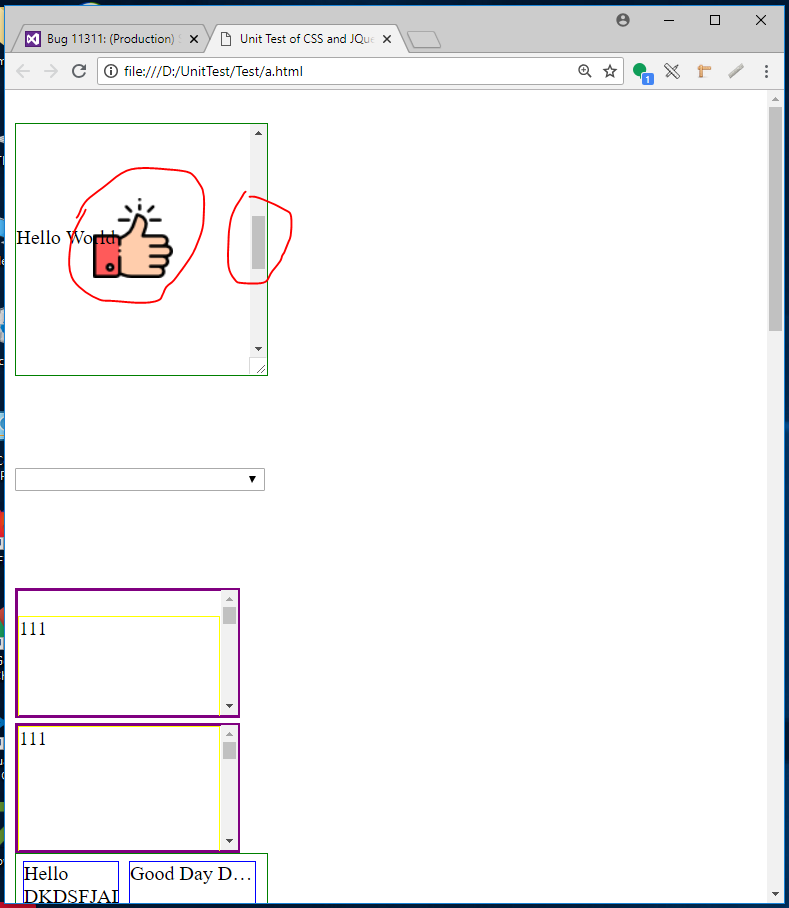 Bug 11311: (Production)
Unit Test of CSS and JQue
file:///D:/UnitTest/Test/a.html
1
Hello World
111
111
Hello
DKDSFJAI
Good Day D...